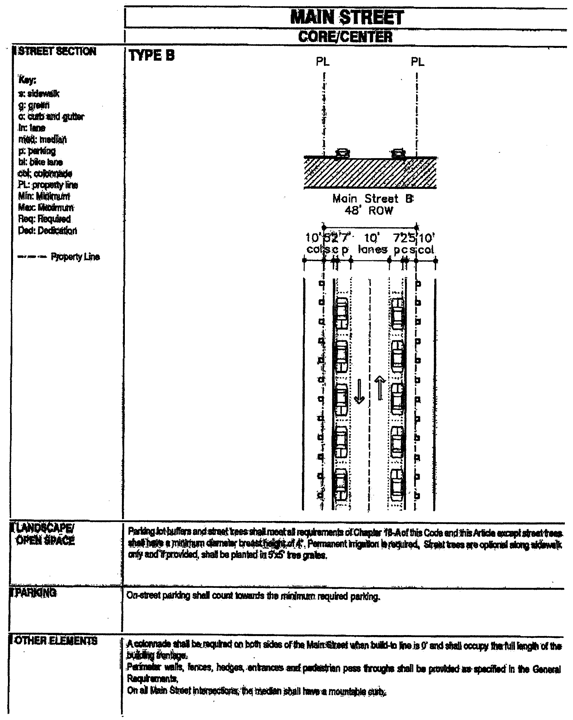 MAIN STREET
CORE/CENTER
STREET SECTION
Key:
s: sidewalk
g: green
c: curb and gutter
ln: lane
med: median
p: parking
bl: bike lane
col: colonnade
PL: property line
Min: Minimum
Max: Maximum
Req: Required
Ded: Dedication
Property Line
TYPE B
PL PL
Main Street B
48' ROW
10' 5'2' 7' 10' 7'2'5' 10'
col s c p lanes p c s col
LANDSCAPE/
OPEN SPACE
Parking lot buffers and street trees shall meet all requirements of Chapter 18-A of this Code and this Article except street trees
shall have a minimum diameter breast height of 4". Permanent irrigation is required. Street trees are optional along sidewalk
only and if provided, shall be planted in 5'x5' tree grates.
PARKING
On-street parking shall count towards the minimum required parking.
OTHER ELEMENTS
A colonnade shall be required on both sides of the Main Street when build-to line is 0' and shall occupy the full length of the
building frontage.
Perimeter walls, fences, hedges, entrances and pedestrian pass throughs shall be provided as specified in the General
Requirements.
On all Main Street intersections, the median shall have a mountable curb.